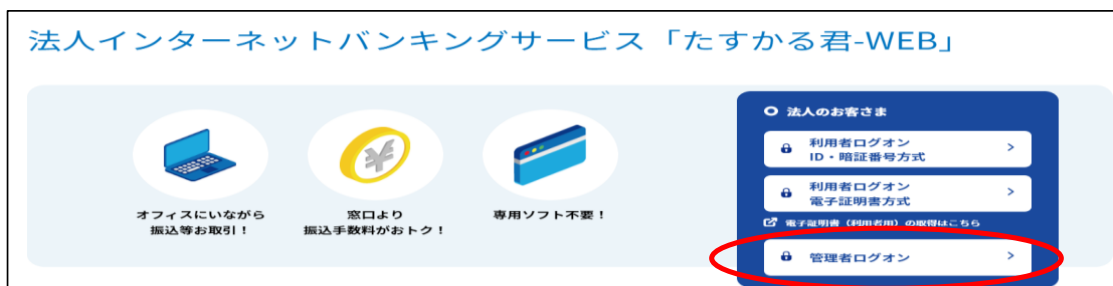 法人インターネットバンキングサービス「たすかる君-WEB」
法人のお客さま
利用者ログオン
ID・暗証番号方式
利用者ログオン
電子証明書方式
電子証明書(利用者用)の取得はこちら
管理者ログオン
オフィスにいながら
振込等お取引!
窓口より
振込手数料がおトク!
専用ソフト不要!